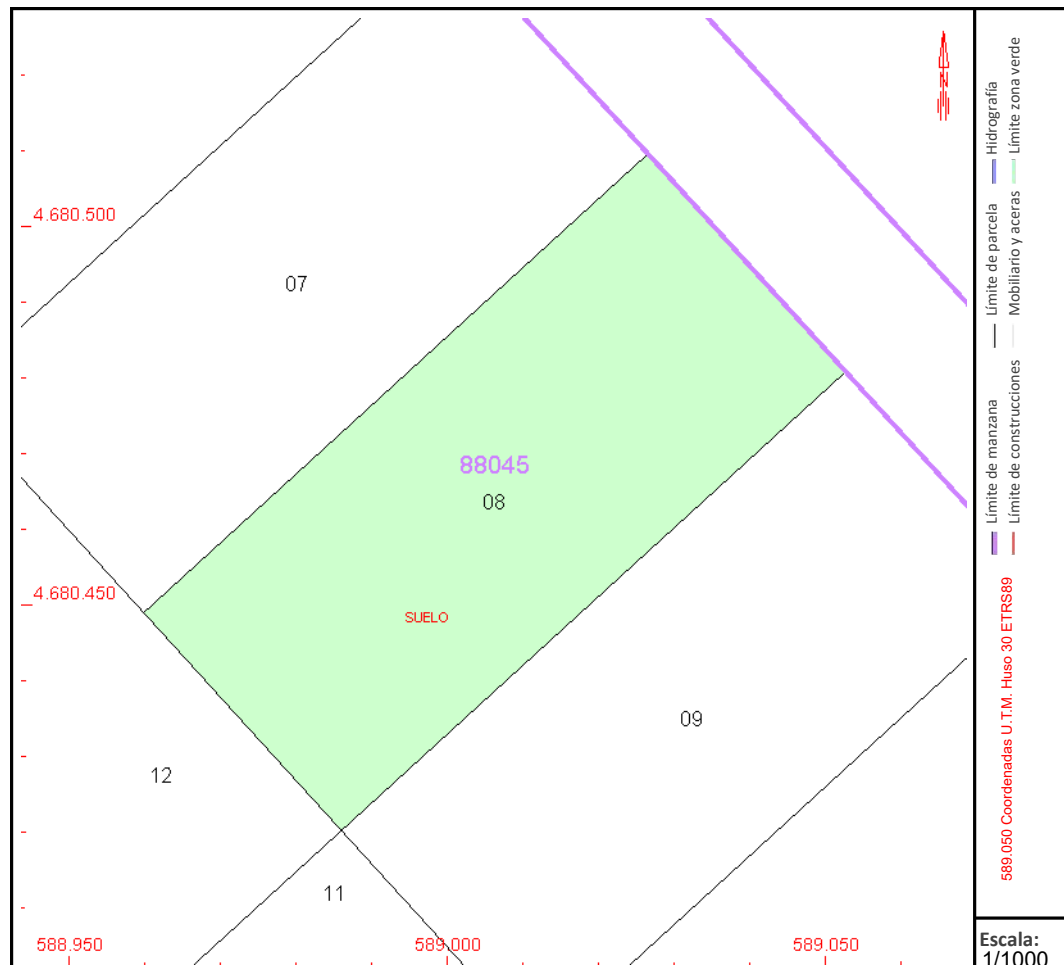 4.680.500
07
88045
08
4.680.450
SUELO
09
12
11
588.950
589.000
589.050
N
Límite de manzana
Límite de parcela
Hidrografía
Límite de construcciones
Mobiliario y aceras
Límite zona verde
589.050 Coordenadas U.T.M. Huso 30 ETRS89
Escala:
1/1000